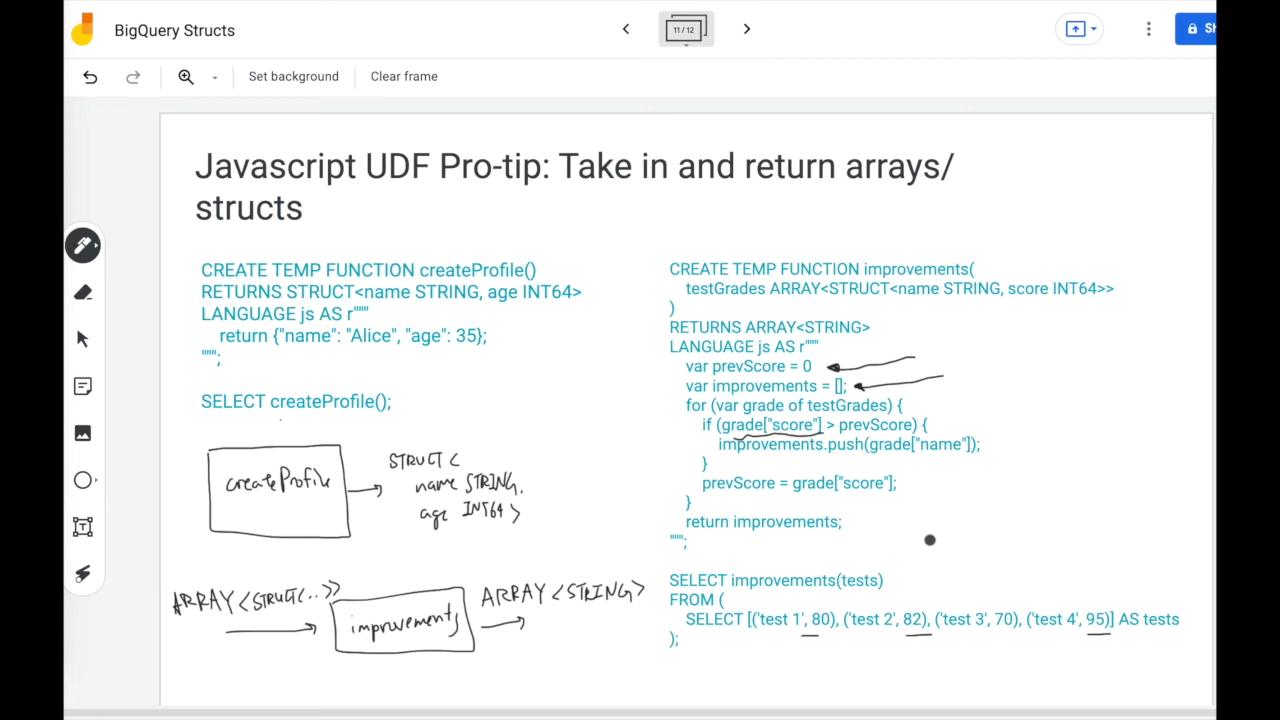 BigQuery Structs
11 / 12
Sh
Set background
Clear frame
Javascript UDF Pro-tip: Take in and return arrays/
structs
CREATE TEMP FUNCTION createProfile()
RETURNS STRUCT<name STRING, age INT64>
LANGUAGE js AS r"""
return {"name": "Alice", "age": 35};
""";
SELECT createProfile();
createProfile
STRUCT<
name STRING,
age INT64>
ARRAY<STRUCT<..>>
improvements
ARRAY<STRING>
CREATE TEMP FUNCTION improvements(
testGrades ARRAY<STRUCT<name STRING, score INT64>>
)
RETURNS ARRAY<STRING>
LANGUAGE js AS r"""
var prevScore = 0
var improvements = [];
for (var grade of testGrades) {
if (grade["score"] > prevScore) {
improvements.push(grade["name"]);
}
prevScore = grade["score"];
}
return improvements;
""";
SELECT improvements(tests)
FROM (
SELECT [('test 1', 80), ('test 2', 82), ('test 3', 70), ('test 4', 95)] AS tests
);